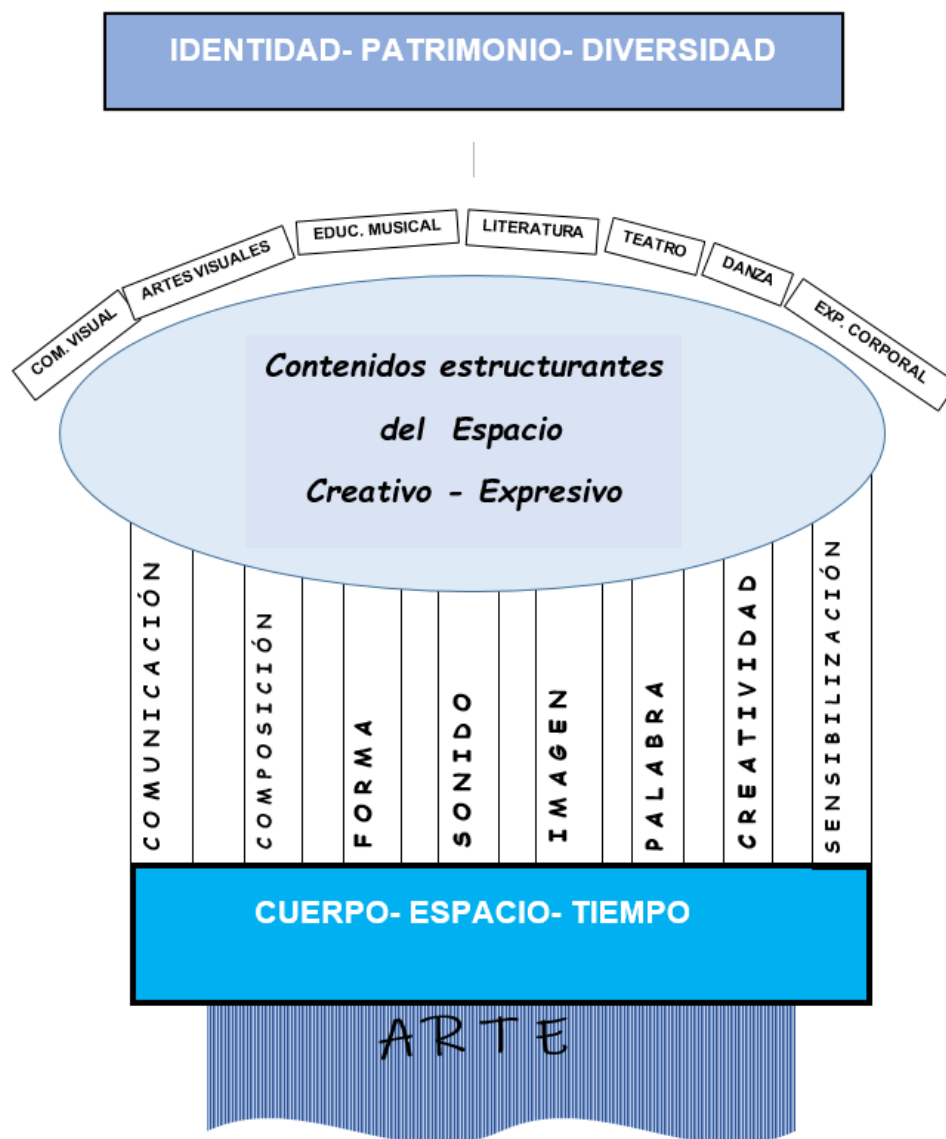 IDENTIDAD- PATRIMONIO- DIVERSIDAD
COM. VISUAL
ARTES VISUALES
EDUC. MUSICAL
LITERATURA
TEATRO
DANZA
EXP. CORPORAL
Contenidos estructurantes
del Espacio
Creativo - Expresivo
COMUNICACIÓN
COMPOSICIÓN
FORMA
SONIDO
IMAGEN
PALABRA
CREATIVIDAD
SENSIBILIZACIÓN
CUERPO- ESPACIO- TIEMPO
ARTE